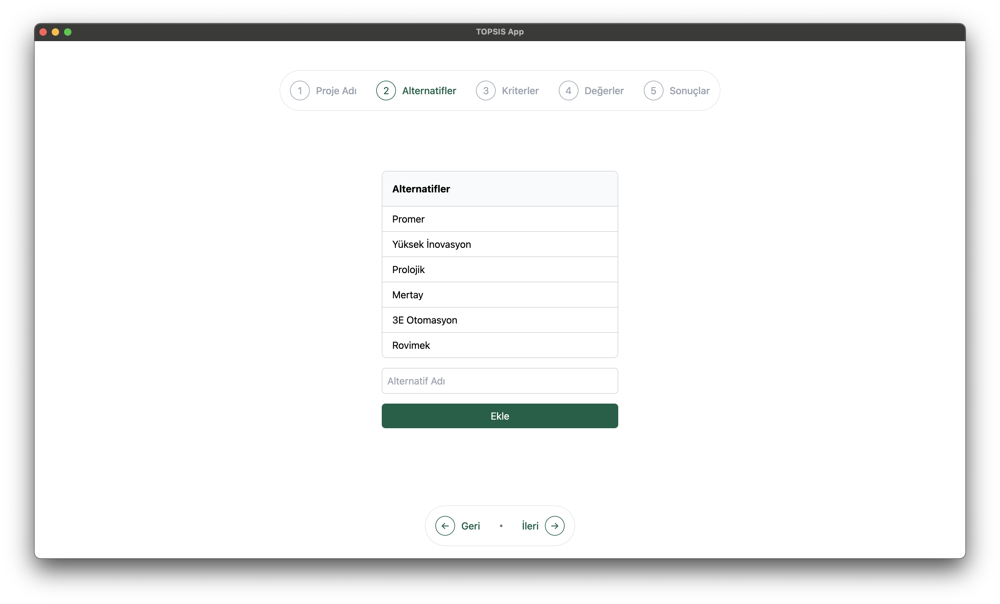 TOPSIS App
1 Proje Adı 2 Alternatifler 3 Kriterler 4 Değerler 5 Sonuçlar
Alternatifler
Promer
Yüksek İnovasyon
Prolojik
Mertay
3E Otomasyon
Rovimek
Alternatif Adı
Ekle
Geri • İleri